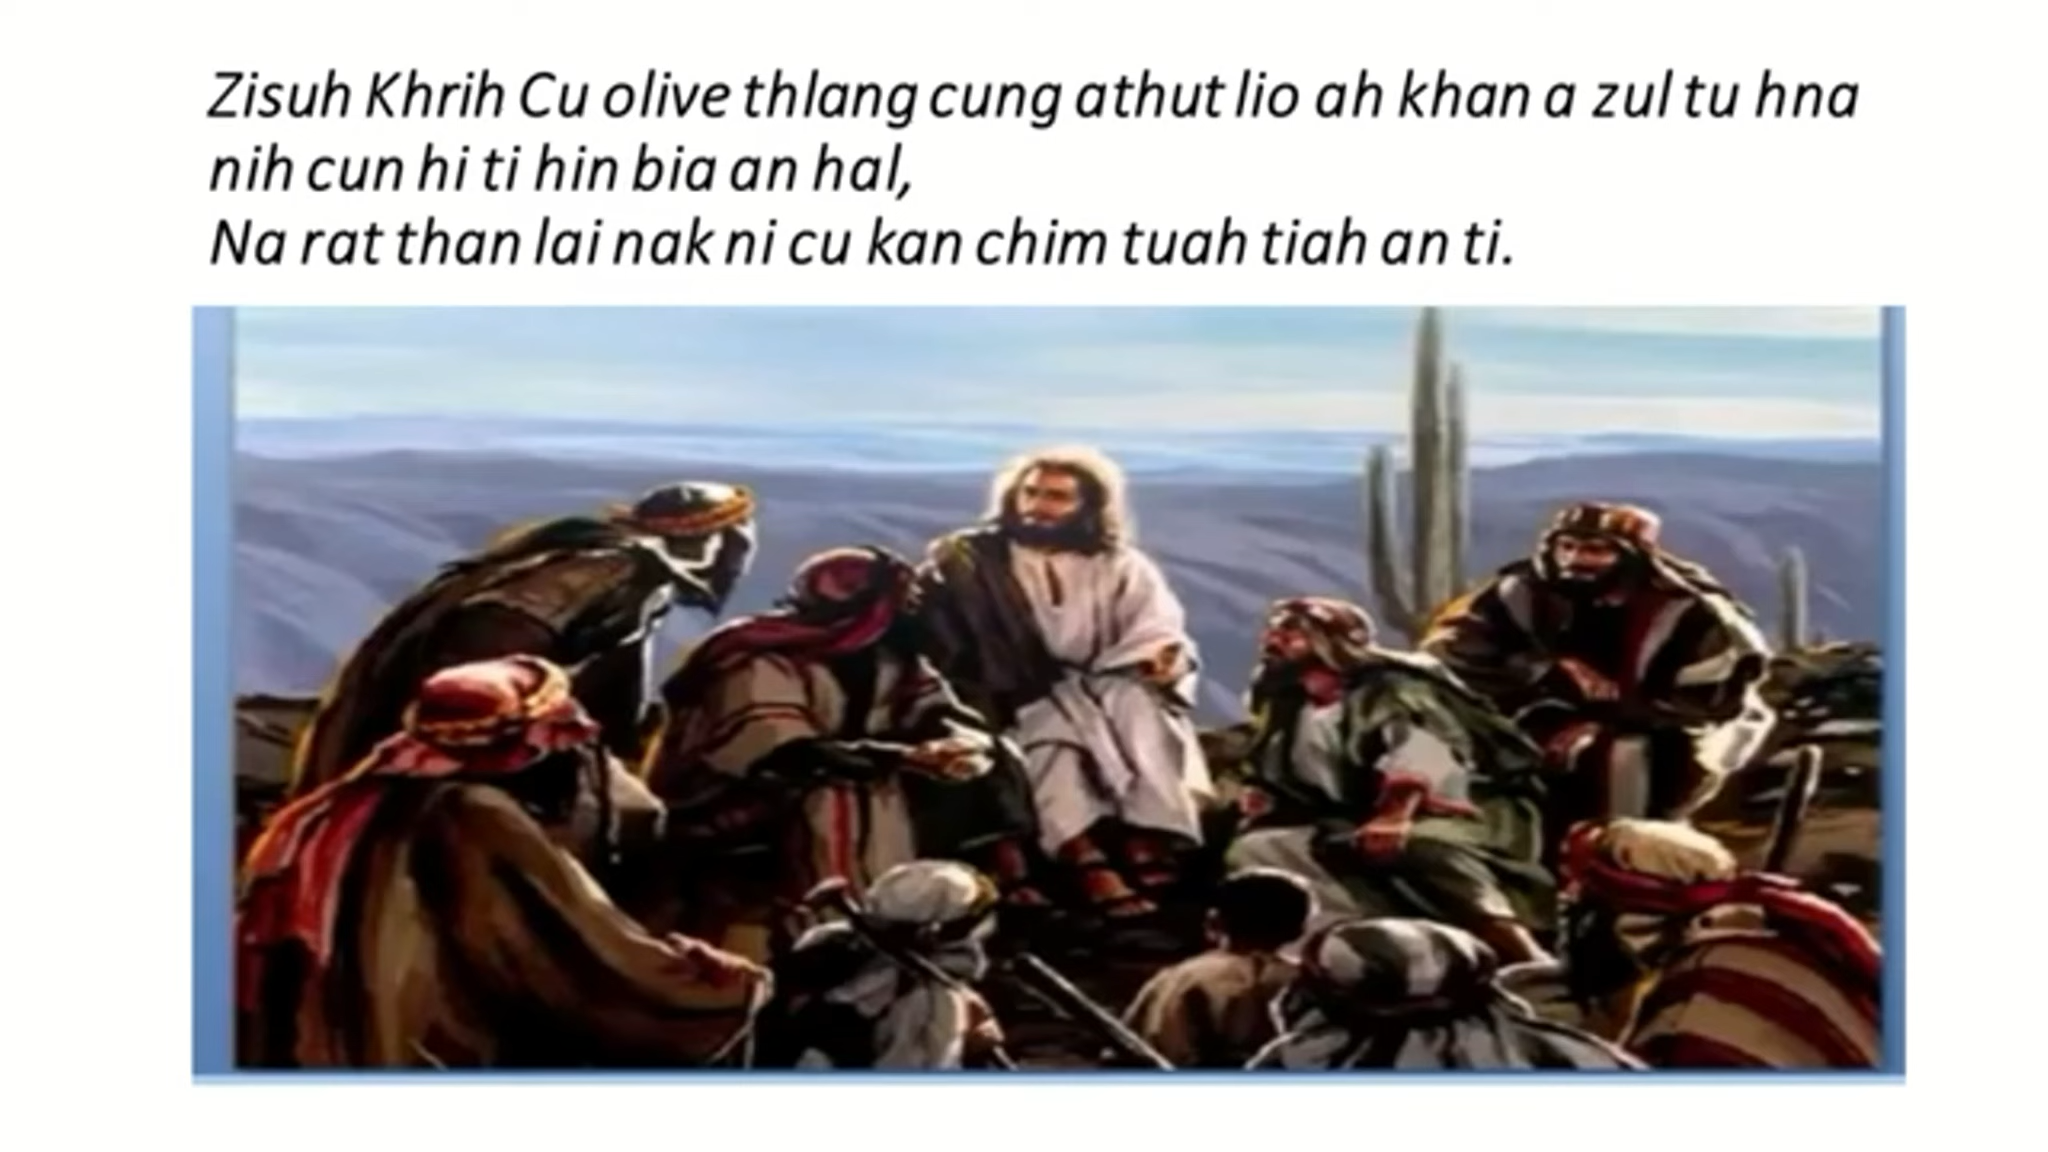 Zisuh Khrih Cu olive thlang cung athut lio ah khan a zul tu hna
nih cun hi ti hin bia an hal,
Na rat than lai nak ni cu kan chim tuah tiah an ti.